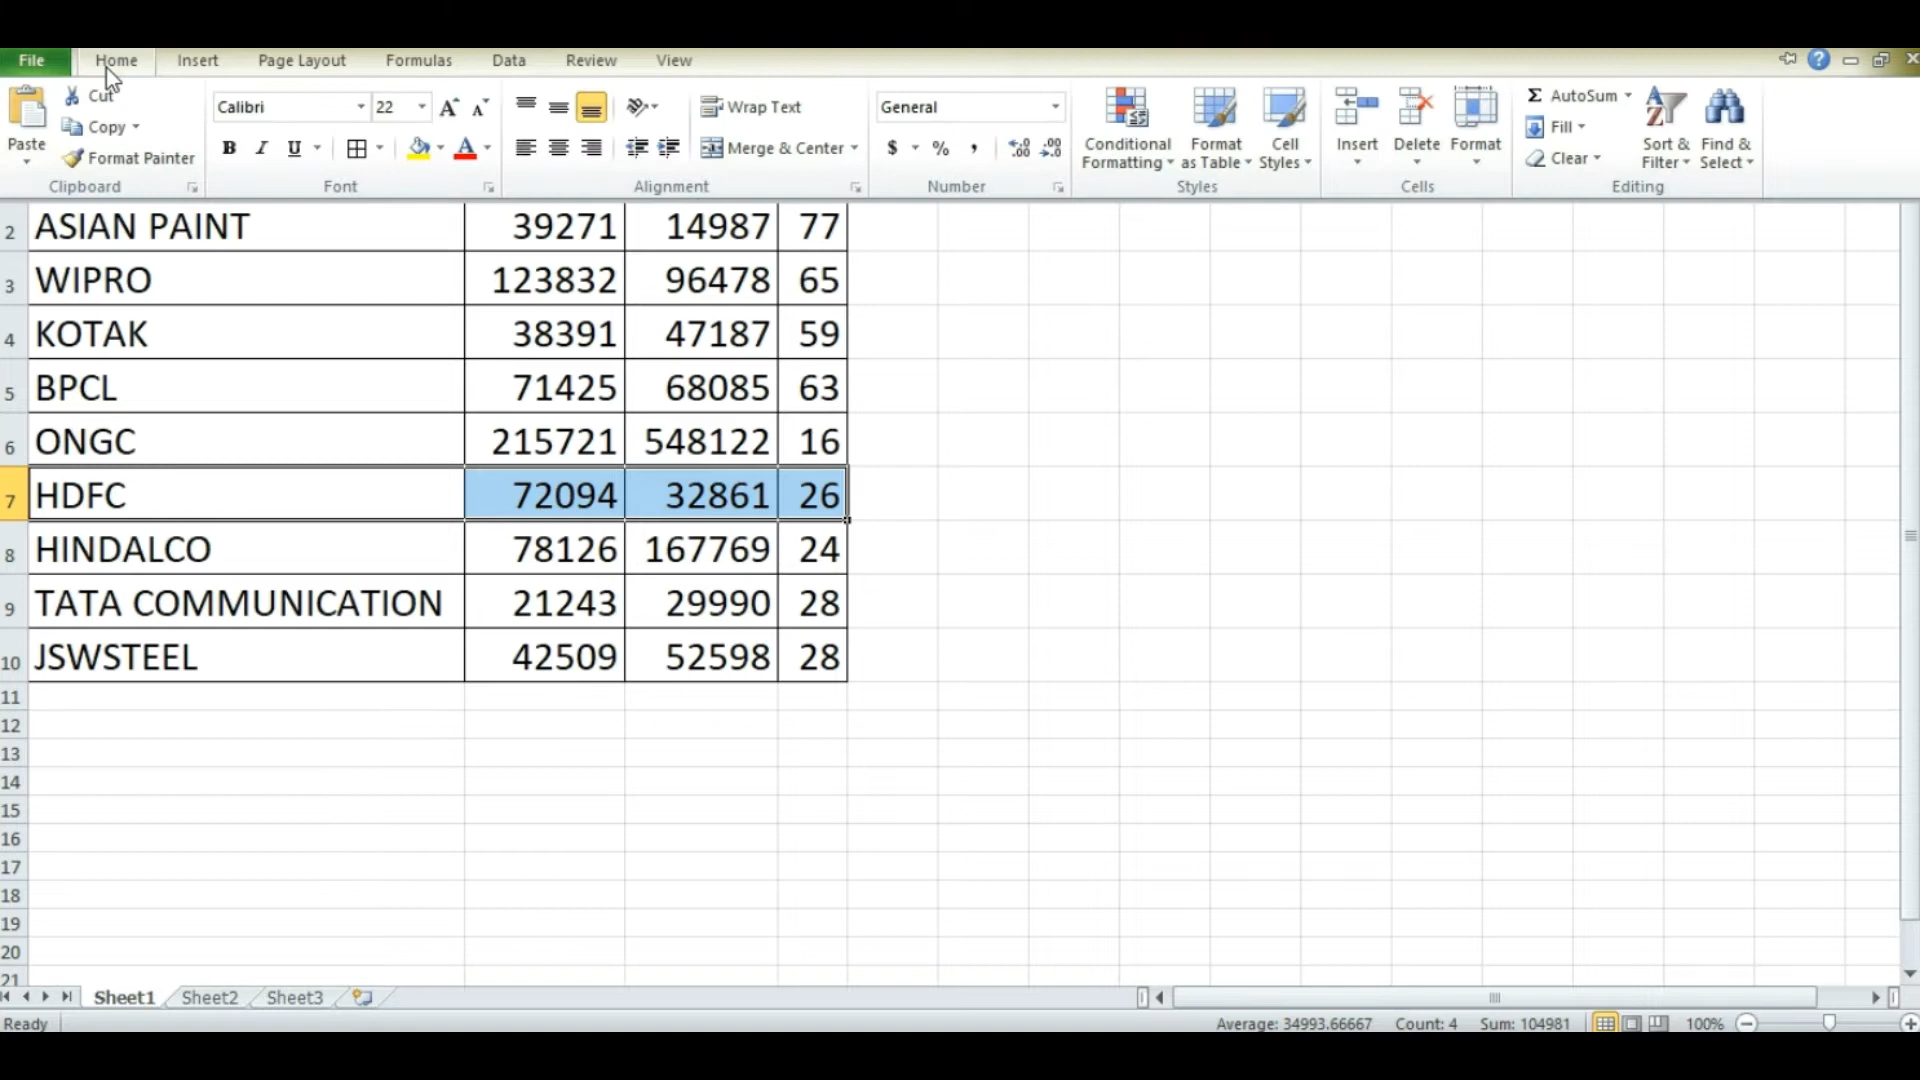 File Home Insert Page Layout Formulas Data Review View
Cut Calibri 22 Wrap Text General Σ AutoSum
Copy Fill
Paste Format Painter B I U A Merge & Center $ % , Conditional Formatting Format as Table Cell Styles Insert Delete Format Clear Sort & Filter Find & Select
Clipboard Font Alignment Number Styles Cells Editing
2 ASIAN PAINT 39271 14987 77
3 WIPRO 123832 96478 65
4 KOTAK 38391 47187 59
5 BPCL 71425 68085 63
6 ONGC 215721 548122 16
7 HDFC 72094 32861 26
8 HINDALCO 78126 167769 24
9 TATA COMMUNICATION 21243 29990 28
10 JSWSTEEL 42509 52598 28
11
12
13
14
15
16
17
18
19
20
21
Sheet1 Sheet2 Sheet3
Ready Average: 34993.66667 Count: 4 Sum: 104981 100%